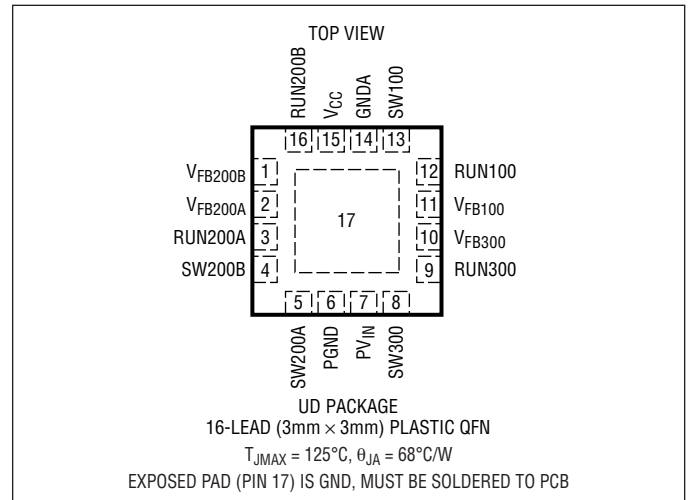 TOP VIEW
RUN200B
VCC
GNDA
SW100
16 15 14 13
VFB200B 1
VFB200A 2
RUN200A 3
SW200B 4
17
12 RUN100
11 VFB100
10 VFB300
9 RUN300
5 6 7 8
SW200A
PGND
PVIN
SW300
UD PACKAGE
16-LEAD (3mm × 3mm) PLASTIC QFN
TJMAX = 125°C, θJA = 68°C/W
EXPOSED PAD (PIN 17) IS GND, MUST BE SOLDERED TO PCB